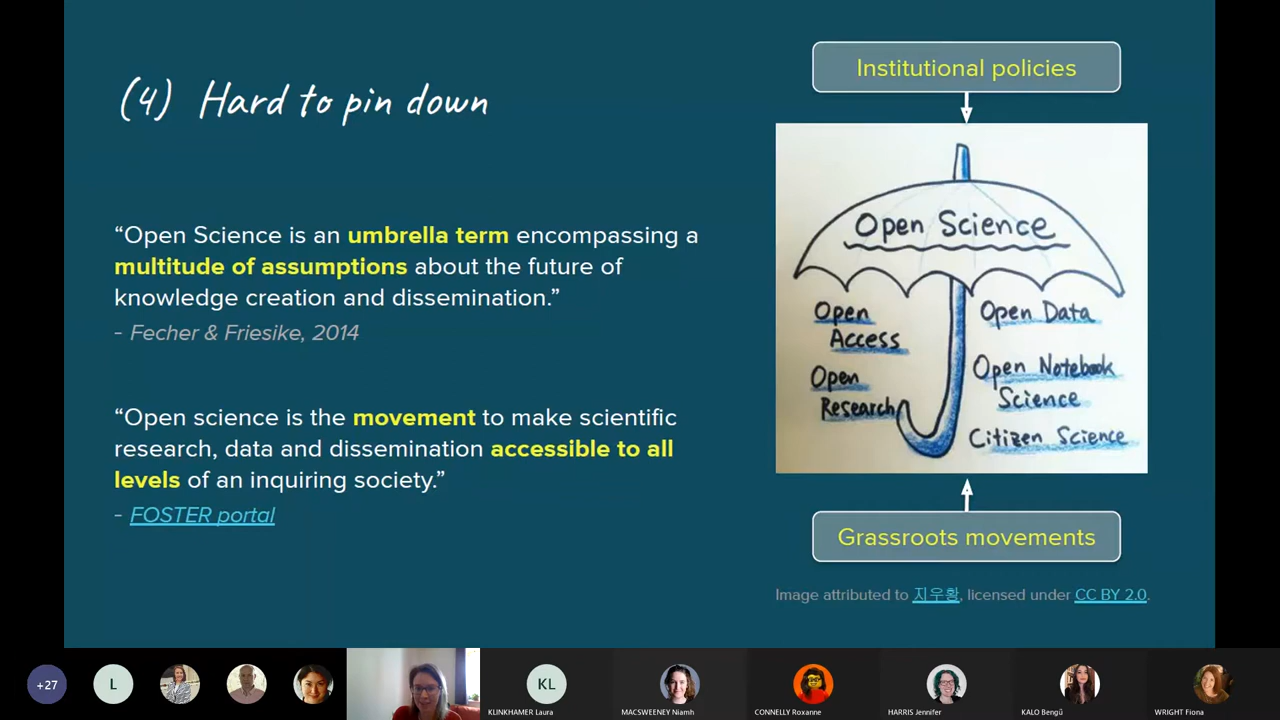 (4) Hard to pin down
“Open Science is an umbrella term encompassing a
multitude of assumptions about the future of
knowledge creation and dissemination.”
- Fecher & Friesike, 2014
“Open science is the movement to make scientific
research, data and dissemination accessible to all
levels of an inquiring society.”
- FOSTER portal
Institutional policies
Open Science
Open
Access
Open
Research
Open Data
Open Notebook
Science
Citizen Science
Grassroots movements
Image attributed to 지우황, licensed under CC BY 2.0.
+27
L
KL
KLINKHAMER Laura
MACSWEENEY Niamh
CONNELLY Roxanne
HARRIS Jennifer
KALO Bengü
WRIGHT Fiona